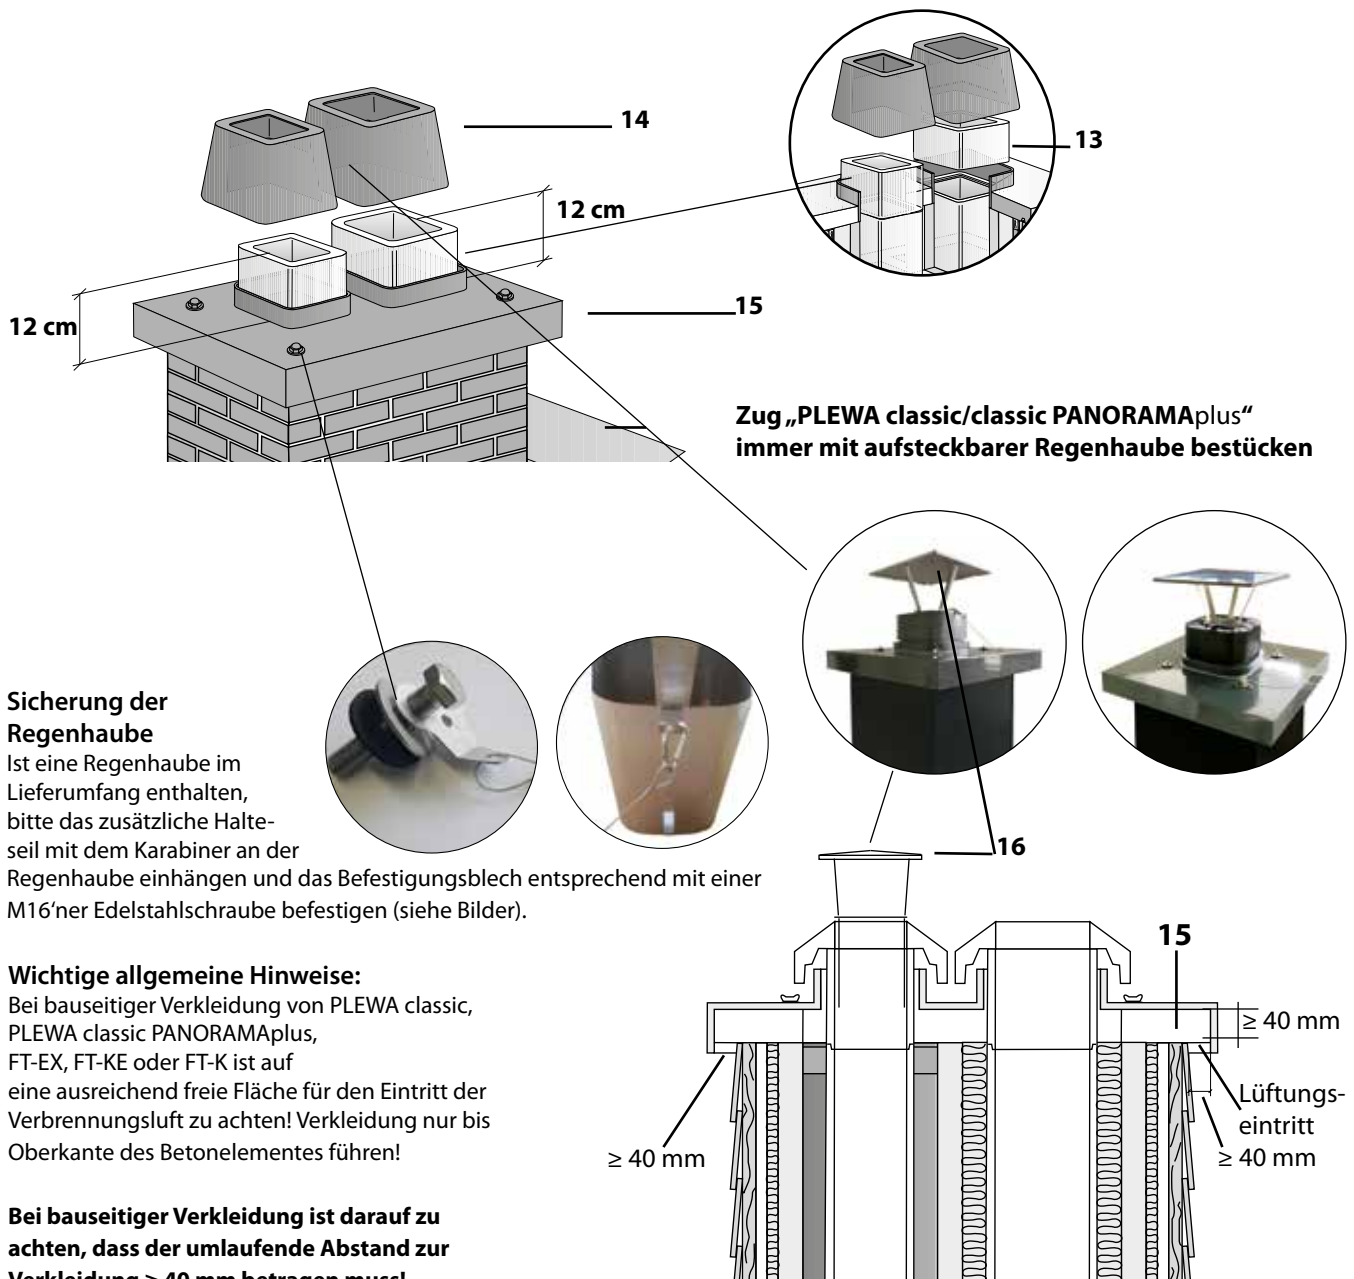 14
13
12 cm
12 cm
15
Zug „PLEWA classic/classic PANORAMAplus“
immer mit aufsteckbarer Regenhaube bestücken
Sicherung der
Regenhaube
Ist eine Regenhaube im
Lieferumfang enthalten,
bitte das zusätzliche Halte-
seil mit dem Karabiner an der
Regenhaube einhängen und das Befestigungsblech entsprechend mit einer
M16‘ner Edelstahlschraube befestigen (siehe Bilder).
16
Wichtige allgemeine Hinweise:
Bei bauseitiger Verkleidung von PLEWA classic,
PLEWA classic PANORAMAplus,
FT-EX, FT-KE oder FT-K ist auf
eine ausreichend freie Fläche für den Eintritt der
Verbrennungsluft zu achten! Verkleidung nur bis
Oberkante des Betonelementes führen!
Bei bauseitiger Verkleidung ist darauf zu
achten, dass der umlaufende Abstand zur
Verkleidung ≥ 40 mm betragen muss!
15
≥ 40 mm
Lüftungs-
eintritt
≥ 40 mm
≥ 40 mm